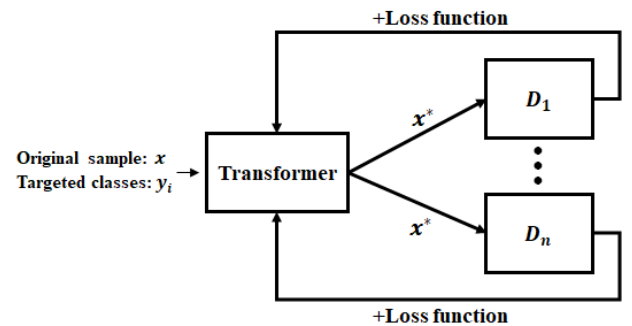 +Loss function
x*
D₁
Original sample: x
Targeted classes: yᵢ
Transformer
x*
Dₙ
+Loss function